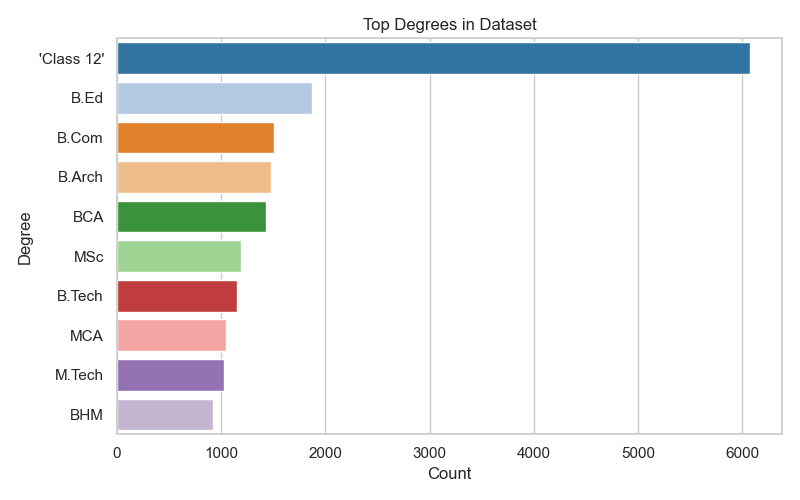 Top Degrees in Dataset
'Class 12'
B.Ed
B.Com
B.Arch
BCA
MSc
B.Tech
MCA
M.Tech
BHM
Degree
0 1000 2000 3000 4000 5000 6000
Count